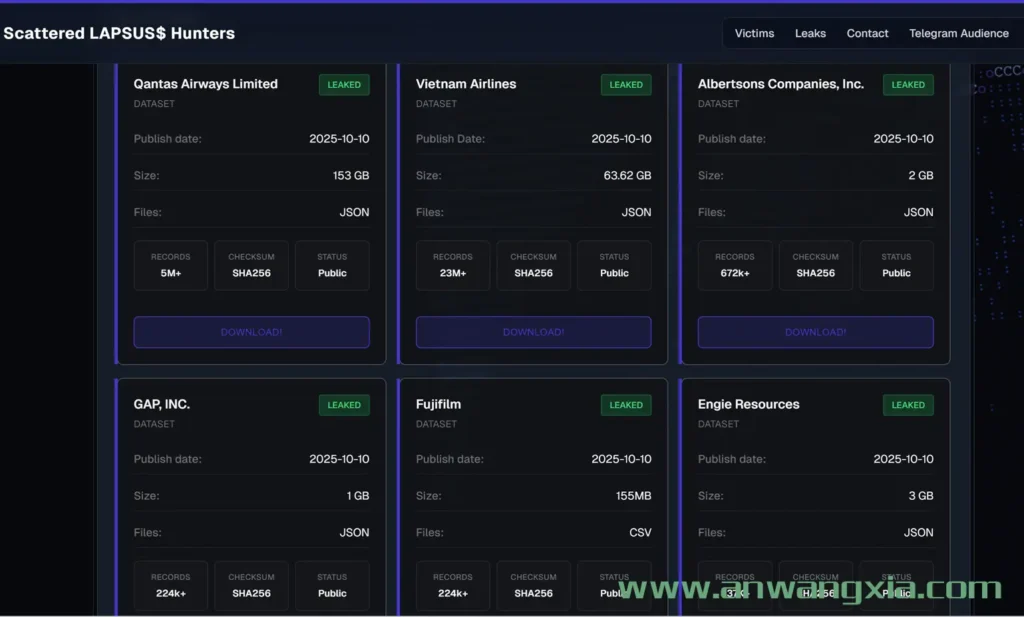 Scattered LAPSUS$ Hunters
Victims Leaks Contact Telegram Audience
Qantas Airways Limited LEAKED
DATASET
Publish date: 2025-10-10
Size: 153 GB
Files: JSON
RECORDS CHECKSUM STATUS
5M+ SHA256 Public
DOWNLOAD!
Vietnam Airlines LEAKED
DATASET
Publish Date: 2025-10-10
Size: 63.62 GB
Files: JSON
RECORDS CHECKSUM STATUS
23M+ SHA256 Public
DOWNLOAD!
Albertsons Companies, Inc. LEAKED
DATASET
Publish date: 2025-10-10
Size: 2 GB
Files: JSON
RECORDS CHECKSUM STATUS
672k+ SHA256 Public
DOWNLOAD!
GAP, INC. LEAKED
DATASET
Publish date: 2025-10-10
Size: 1 GB
Files: JSON
RECORDS CHECKSUM STATUS
224k+ SHA256 Public
Fujifilm LEAKED
DATASET
Publish date: 2025-10-10
Size: 155MB
Files: CSV
RECORDS CHECKSUM STATUS
224k+ SHA256 Public
Engie Resources LEAKED
DATASET
Publish date: 2025-10-10
Size: 3 GB
Files: JSON
RECORDS CHECKSUM STATUS
SHA256 Public
www.anwangxia.com